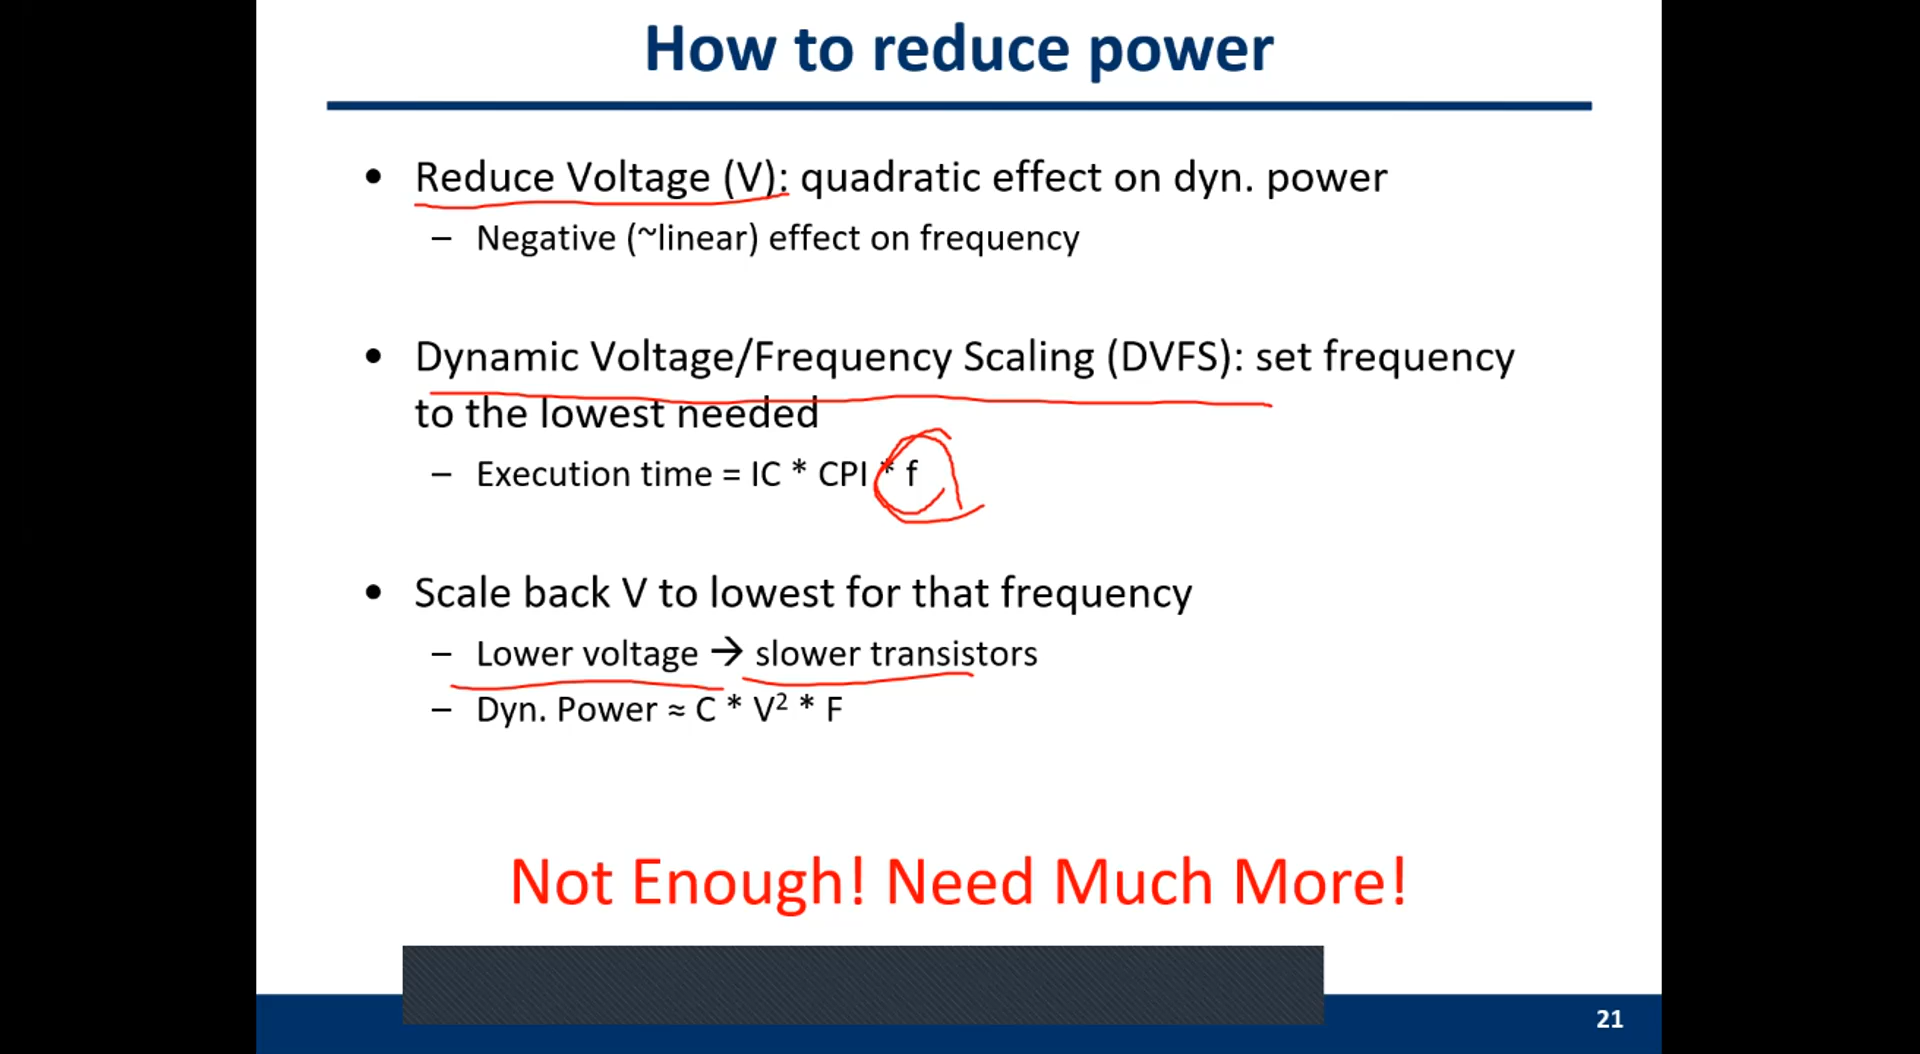 How to reduce power
• Reduce Voltage (V): quadratic effect on dyn. power
– Negative (~linear) effect on frequency
• Dynamic Voltage/Frequency Scaling (DVFS): set frequency
to the lowest needed
– Execution time = IC * CPI * f
• Scale back V to lowest for that frequency
– Lower voltage → slower transistors
– Dyn. Power ≈ C * V² * F
Not Enough! Need Much More!
21